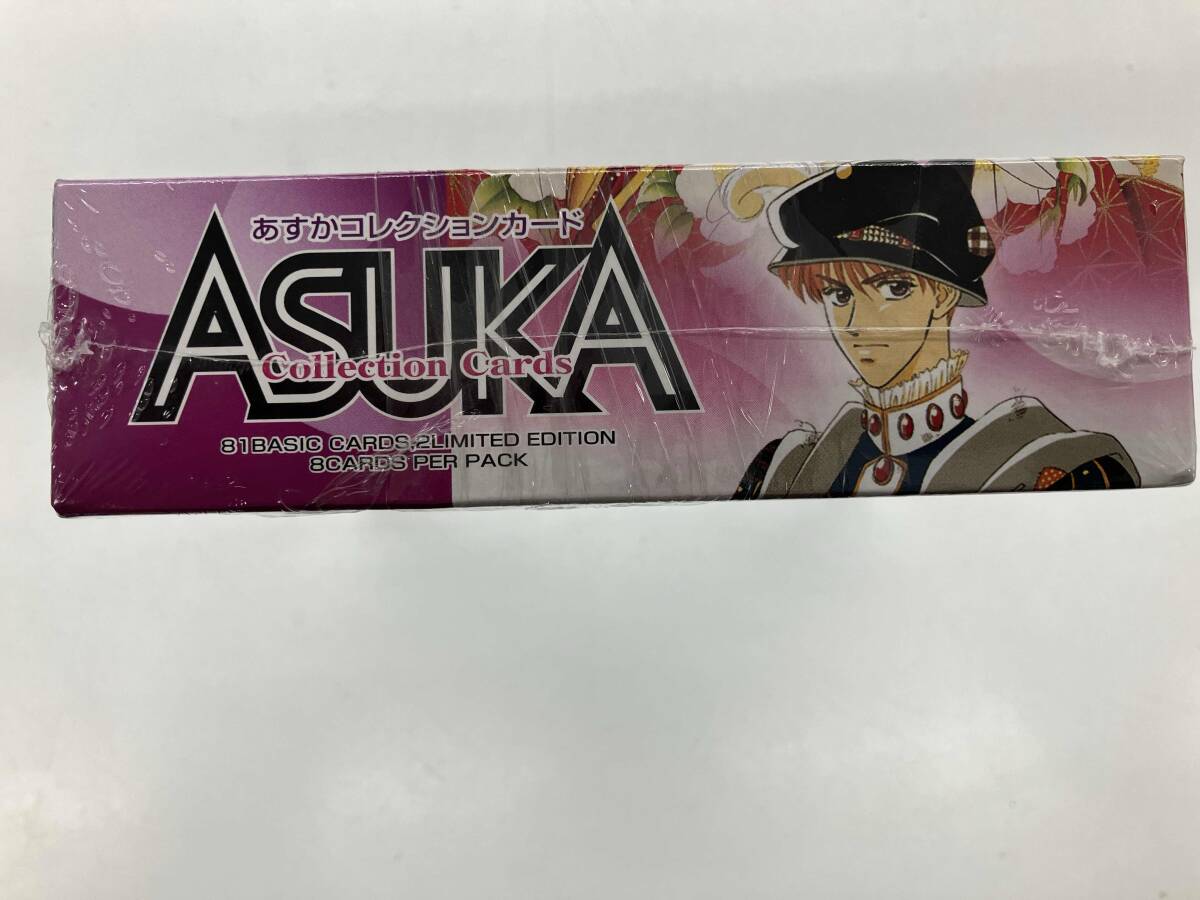 あすかコレクションカード
ASUKA
Collection Cards
81BASIC CARDS,2LIMITED EDITION
8CARDS PER PACK